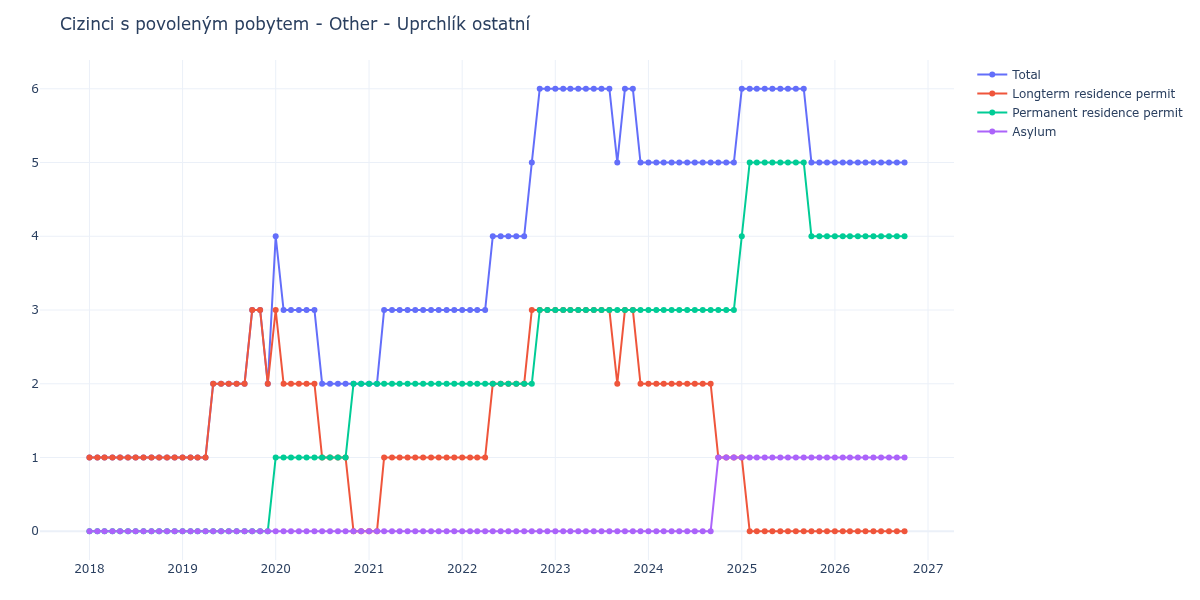 Cizinci s povoleným pobytem - Other - Uprchlík ostatní
Total
Longterm residence permit
Permanent residence permit
Asylum
6
5
4
3
2
1
0
2018 2019 2020 2021 2022 2023 2024 2025 2026 2027